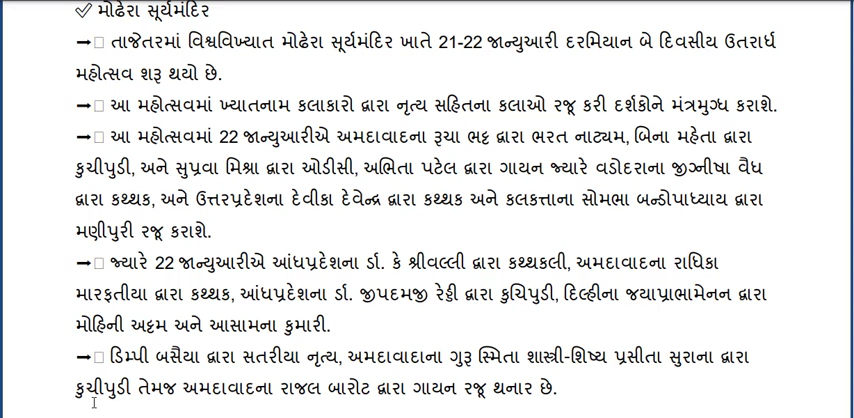 ✓ મોઢેરા સૂર્યમંદિર
→□ તાજેતરમાં વિશ્વવિખ્યાત મોઢેરા સૂર્યમંદિર ખાતે 21-22 જાન્યુઆરી દરમિયાન બે દિવસીય ઉતરાર્ધ
મહોત્સવ શરૂ થયો છે.
→□ આ મહોત્સવમાં ખ્યાતનામ કલાકારો દ્વારા નૃત્ય સહિતના કલાઓ રજૂ કરી દર્શકોને મંત્રમુગ્ધ કરાશે.
→□ આ મહોત્સવમાં 22 જાન્યુઆરીએ અમદાવાદના રૂચા ભટ્ટ દ્વારા ભરત નાટ્યમ, બિના મહેતા દ્વારા
કુચીપુડી, અને સુપ્રવા મિશ્રા દ્વારા ઓડીસી, અભિતા પટેલ દ્વારા ગાયન જ્યારે વડોદરાના જીગ્નીષા વૈધ
દ્વારા કથ્થક, અને ઉત્તરપ્રદેશના દેવીકા દેવેન્દ્ર દ્વારા કથ્થક અને કલકત્તાના સોમભા બન્ડોપાધ્યાય દ્વારા
મણીપુરી રજૂ કરાશે.
→□ જ્યારે 22 જાન્યુઆરીએ આંધપ્રદેશના ર્ડા. કે શ્રીવલ્લી દ્વારા કથ્થકલી, અમદાવાદના રાધિકા
મારફતીયા દ્વારા કથ્થક, આંધપ્રદેશના ર્ડા. જીપદમજી રેડ્ડી દ્વારા કુચિપુડી, દિલ્હીના જયાપ્રાભામેનન દ્વારા
મોહિની અટ્ટમ અને આસામના કુમારી.
→□ ડિમ્પી બસૈયા દ્વારા સતરીયા નૃત્ય, અમદાવાદાના ગુરૂ સ્મિતા શાસ્ત્રી-શિષ્ય પ્રસીતા સુરાના દ્વારા
કુચીપુડી તેમજ અમદાવાદના રાજલ બારોટ દ્વારા ગાયન રજૂ થનાર છે.